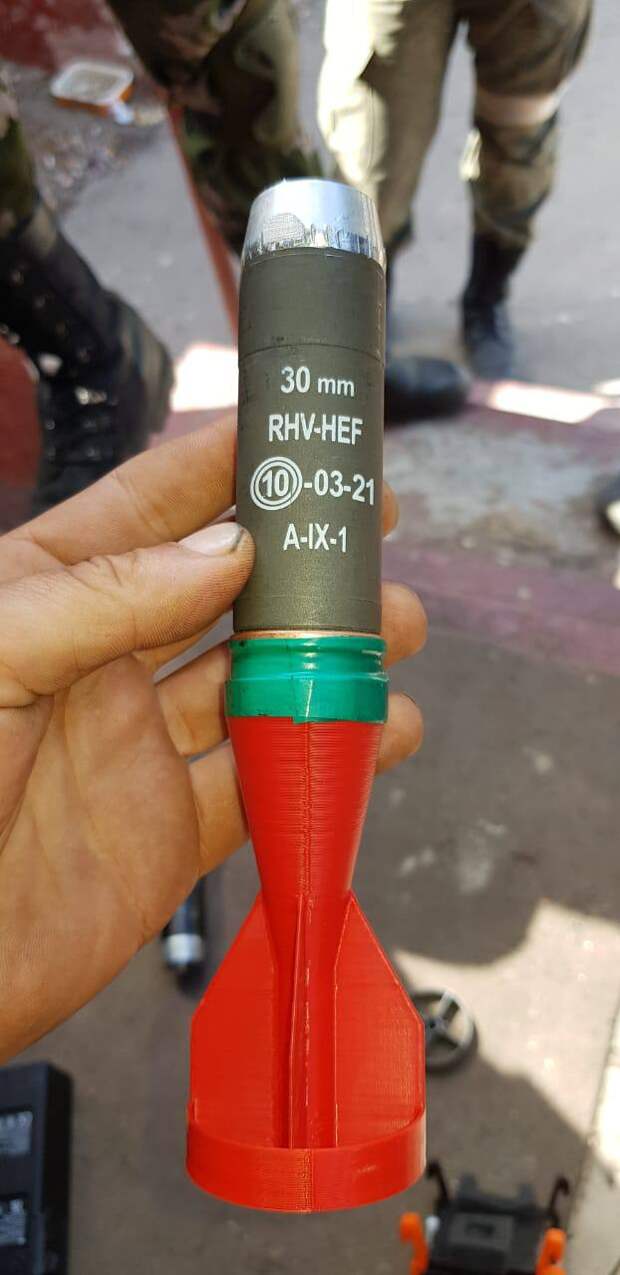 30 mm
RHV-HEF
10-03-21
A-IX-1